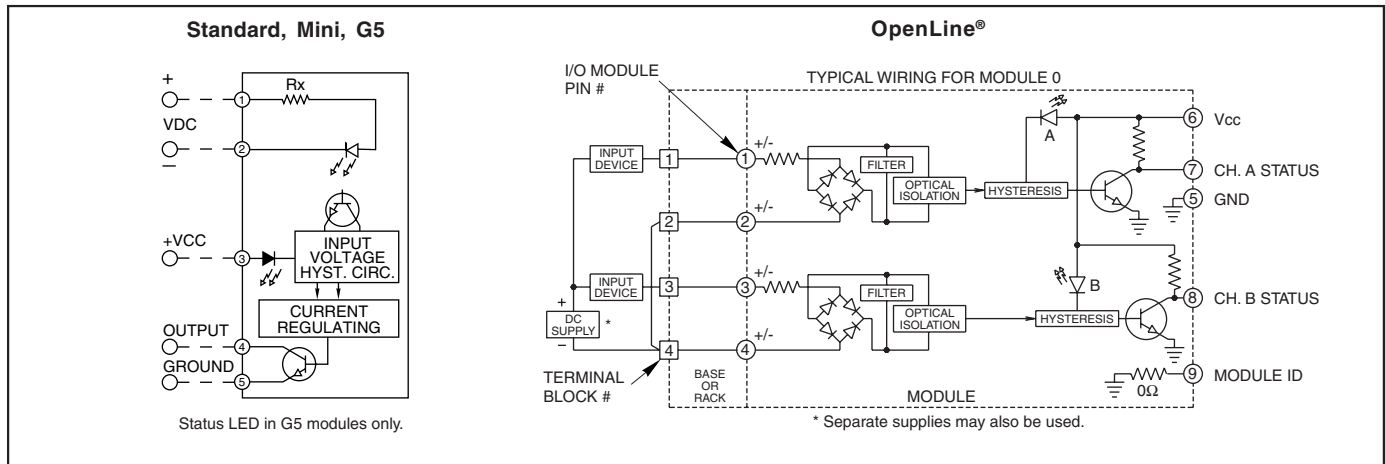 Standard, Mini, G5
+
1
Rx
VDC
2
–
+VCC
3
INPUT
VOLTAGE
HYST. CIRC.
CURRENT
REGULATING
OUTPUT
4
GROUND
5
Status LED in G5 modules only.
OpenLine®
I/O MODULE
PIN #
TYPICAL WIRING FOR MODULE 0
A
6 Vcc
INPUT
DEVICE
1
1
+/-
FILTER
OPTICAL
ISOLATION
HYSTERESIS
7 CH. A STATUS
5 GND
2
2
+/-
INPUT
DEVICE
3
3
+/-
FILTER
OPTICAL
ISOLATION
B
HYSTERESIS
8 CH. B STATUS
+
DC
SUPPLY
*
–
4
4
+/-
TERMINAL
BLOCK #
BASE
OR
RACK
MODULE
0Ω
9 MODULE ID
* Separate supplies may also be used.